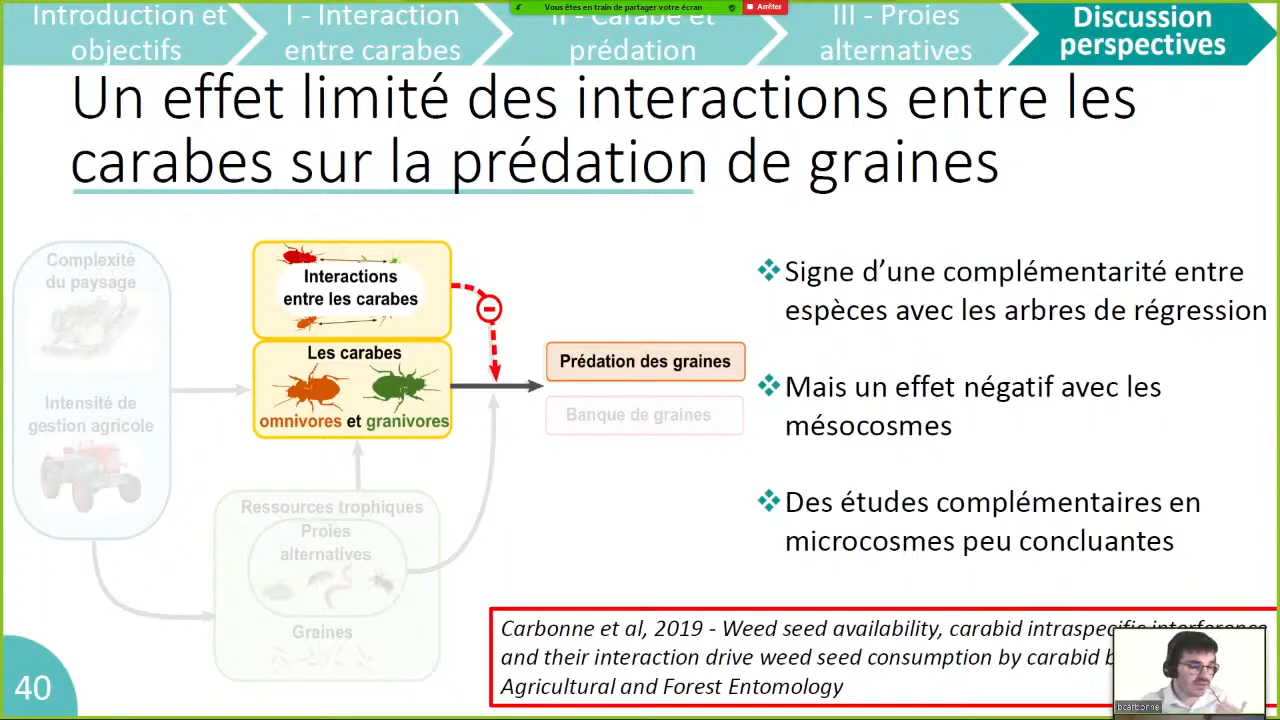 Introduction et
objectifs
I - Interaction
entre carabes
II - Carabe et
prédation
III - Proies
alternatives
Discussion
perspectives
Vous êtes en train de partager votre écran
Arrêter
Un effet limité des interactions entre les
carabes sur la prédation de graines
Complexité
du paysage
Intensité de
gestion agricole
Interactions
entre les carabes
Les carabes
omnivores et granivores
Prédation des graines
Banque de graines
Ressources trophiques
Proies
alternatives
Graines
Signe d’une complémentarité entre
espèces avec les arbres de régression
Mais un effet négatif avec les
mésocosmes
Des études complémentaires en
microcosmes peu concluantes
Carbonne et al, 2019 - Weed seed availability, carabid intraspecific interference
and their interaction drive weed seed consumption by carabid
Agricultural and Forest Entomology
bcarbonne
40